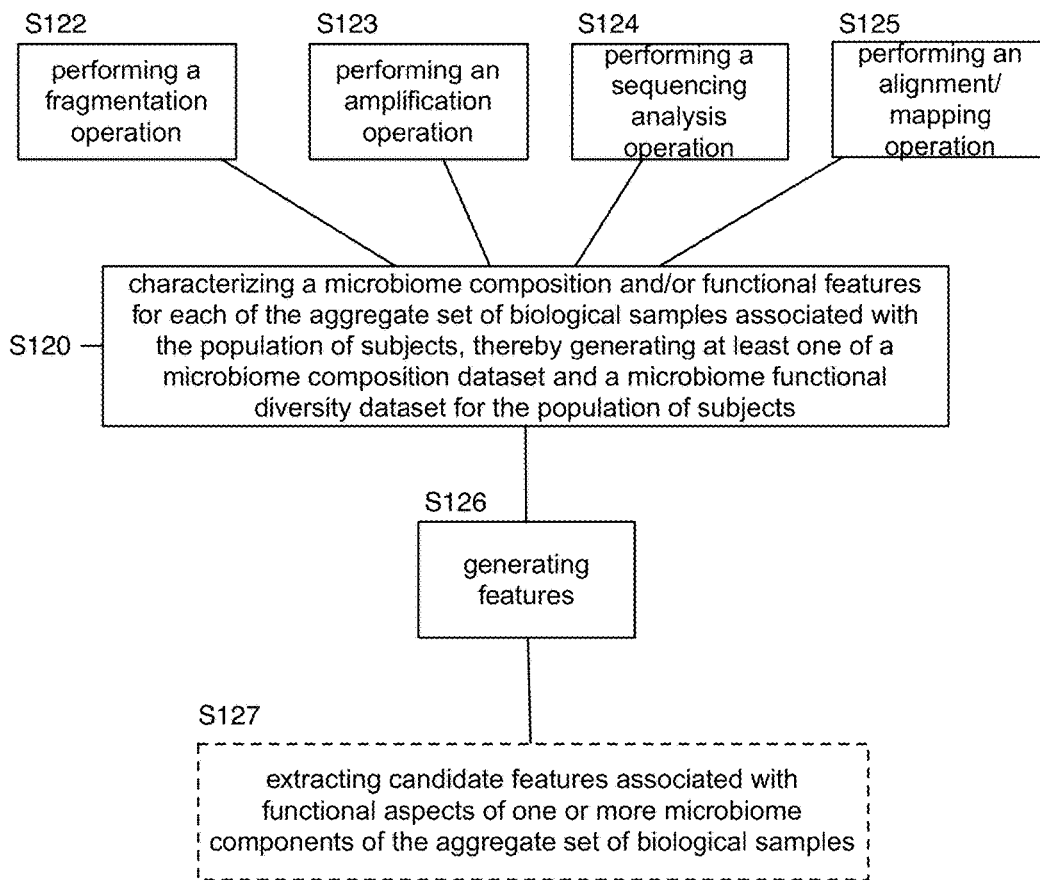 S122
performing a
fragmentation
operation
S123
performing an
amplification
operation
S124
performing a
sequencing
analysis
operation
S125
performing an
alignment/
mapping
operation
S120
characterizing a microbiome composition and/or functional features
for each of the aggregate set of biological samples associated with
the population of subjects, thereby generating at least one of a
microbiome composition dataset and a microbiome functional
diversity dataset for the population of subjects
S126
generating
features
S127
extracting candidate features associated with
functional aspects of one or more microbiome
components of the aggregate set of biological samples